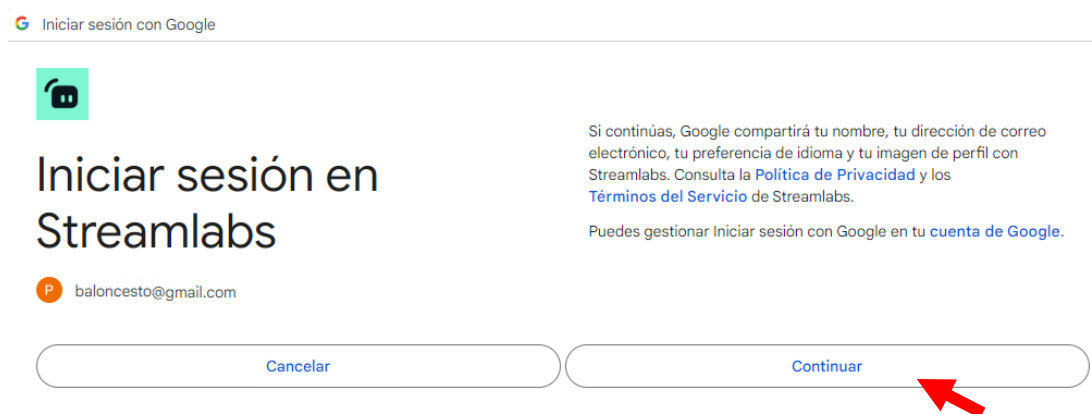 Iniciar sesión con Google
Iniciar sesión en
Streamlabs
P baloncesto@gmail.com
Si continúas, Google compartirá tu nombre, tu dirección de correo
electrónico, tu preferencia de idioma y tu imagen de perfil con
Streamlabs. Consulta la Política de Privacidad y los
Términos del Servicio de Streamlabs.
Puedes gestionar Iniciar sesión con Google en tu cuenta de Google.
Cancelar
Continuar